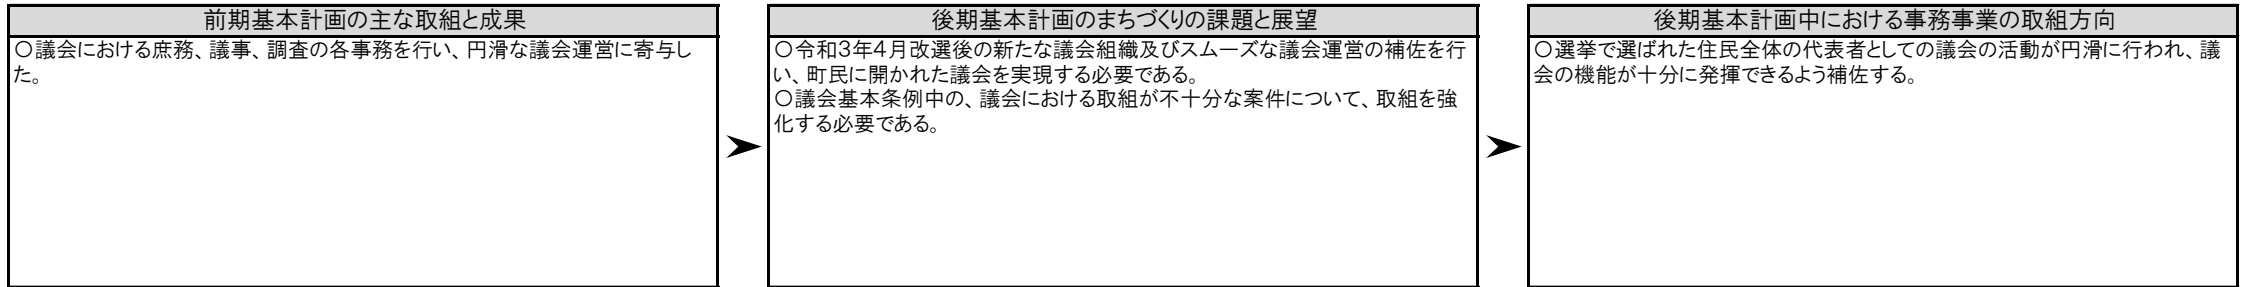 前期基本計画の主な取組と成果
〇議会における庶務、議事、調査の各事務を行い、円滑な議会運営に寄与し
た。
後期基本計画のまちづくりの課題と展望
〇令和3年4月改選後の新たな議会組織及びスムーズな議会運営の補佐を行
い、町民に開かれた議会を実現する必要である。
〇議会基本条例中の、議会における取組が不十分な案件について、取組を強
化する必要である。
後期基本計画中における事務事業の取組方向
〇選挙で選ばれた住民全体の代表者としての議会の活動が円滑に行われ、議
会の機能が十分に発揮できるよう補佐する。